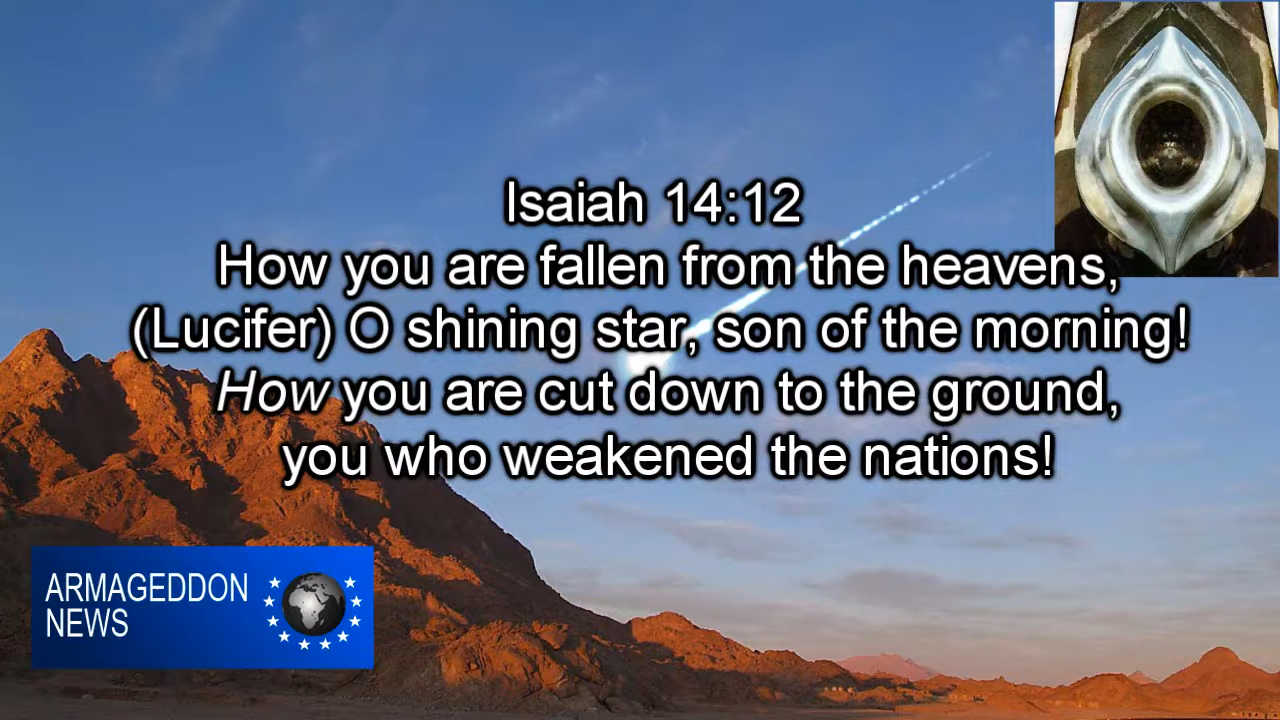 Isaiah 14:12
How you are fallen from the heavens,
(Lucifer) O shining star, son of the morning!
How you are cut down to the ground,
you who weakened the nations!
ARMAGEDDON
NEWS